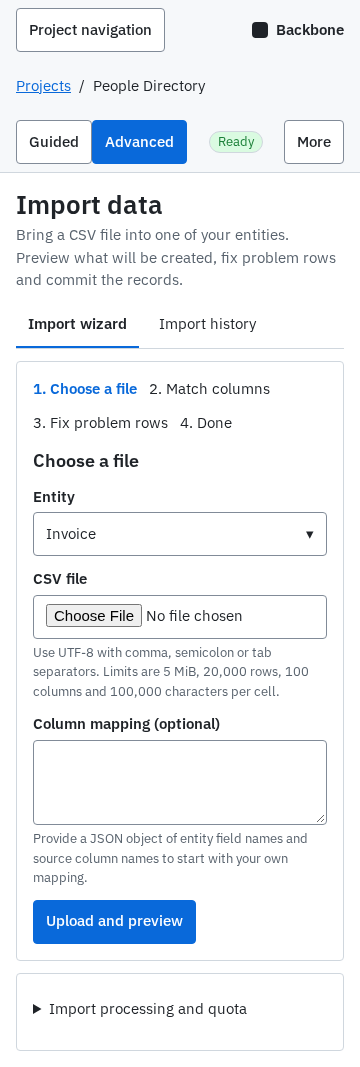 Project navigation
Backbone
Projects / People Directory
Guided
Advanced
Ready
More
Import data
Bring a CSV file into one of your entities.
Preview what will be created, fix problem rows
and commit the records.
Import wizard
Import history
1. Choose a file 2. Match columns
3. Fix problem rows 4. Done
Choose a file
Entity
Invoice
CSV file
Choose File No file chosen
Use UTF-8 with comma, semicolon or tab
separators. Limits are 5 MiB, 20,000 rows, 100
columns and 100,000 characters per cell.
Column mapping (optional)
Provide a JSON object of entity field names and
source column names to start with your own
mapping.
Upload and preview
Import processing and quota